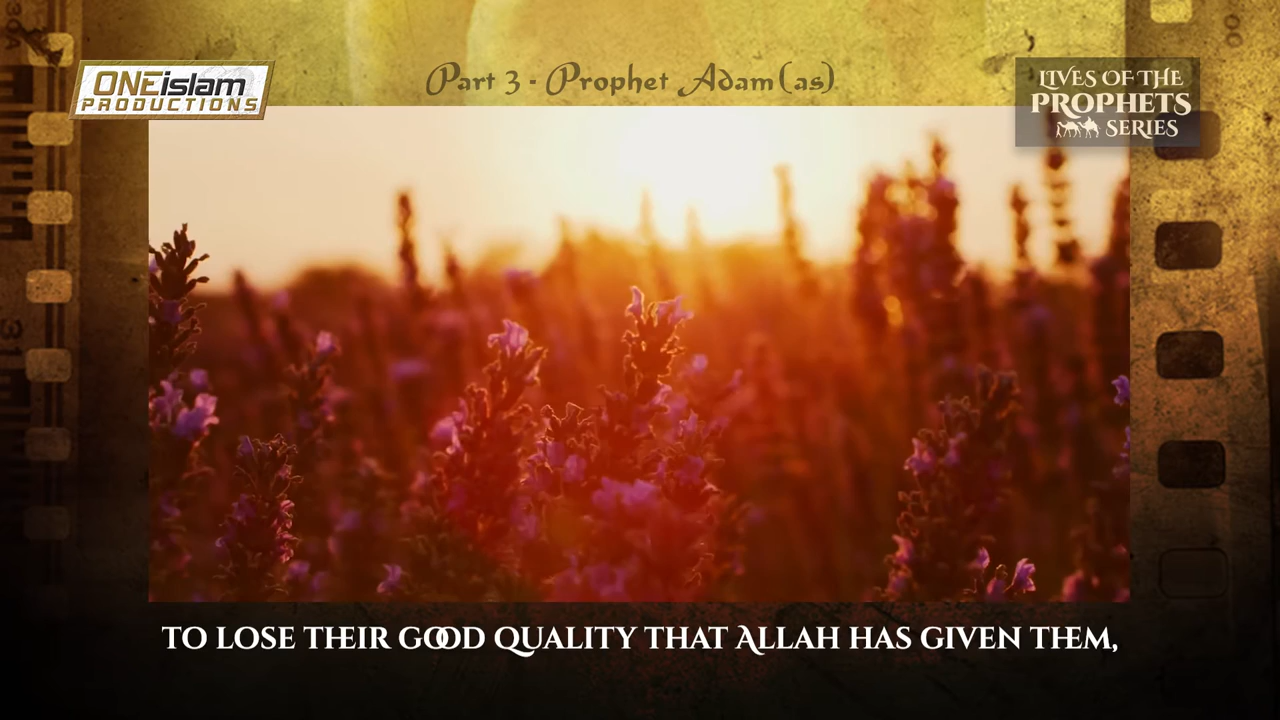 ONEislam
PRODUCTIONS
Part 3 - Prophet Adam (as)
LIVES OF THE
PROPHETS
SERIES
TO LOSE THEIR GOOD QUALITY THAT ALLAH HAS GIVEN THEM,